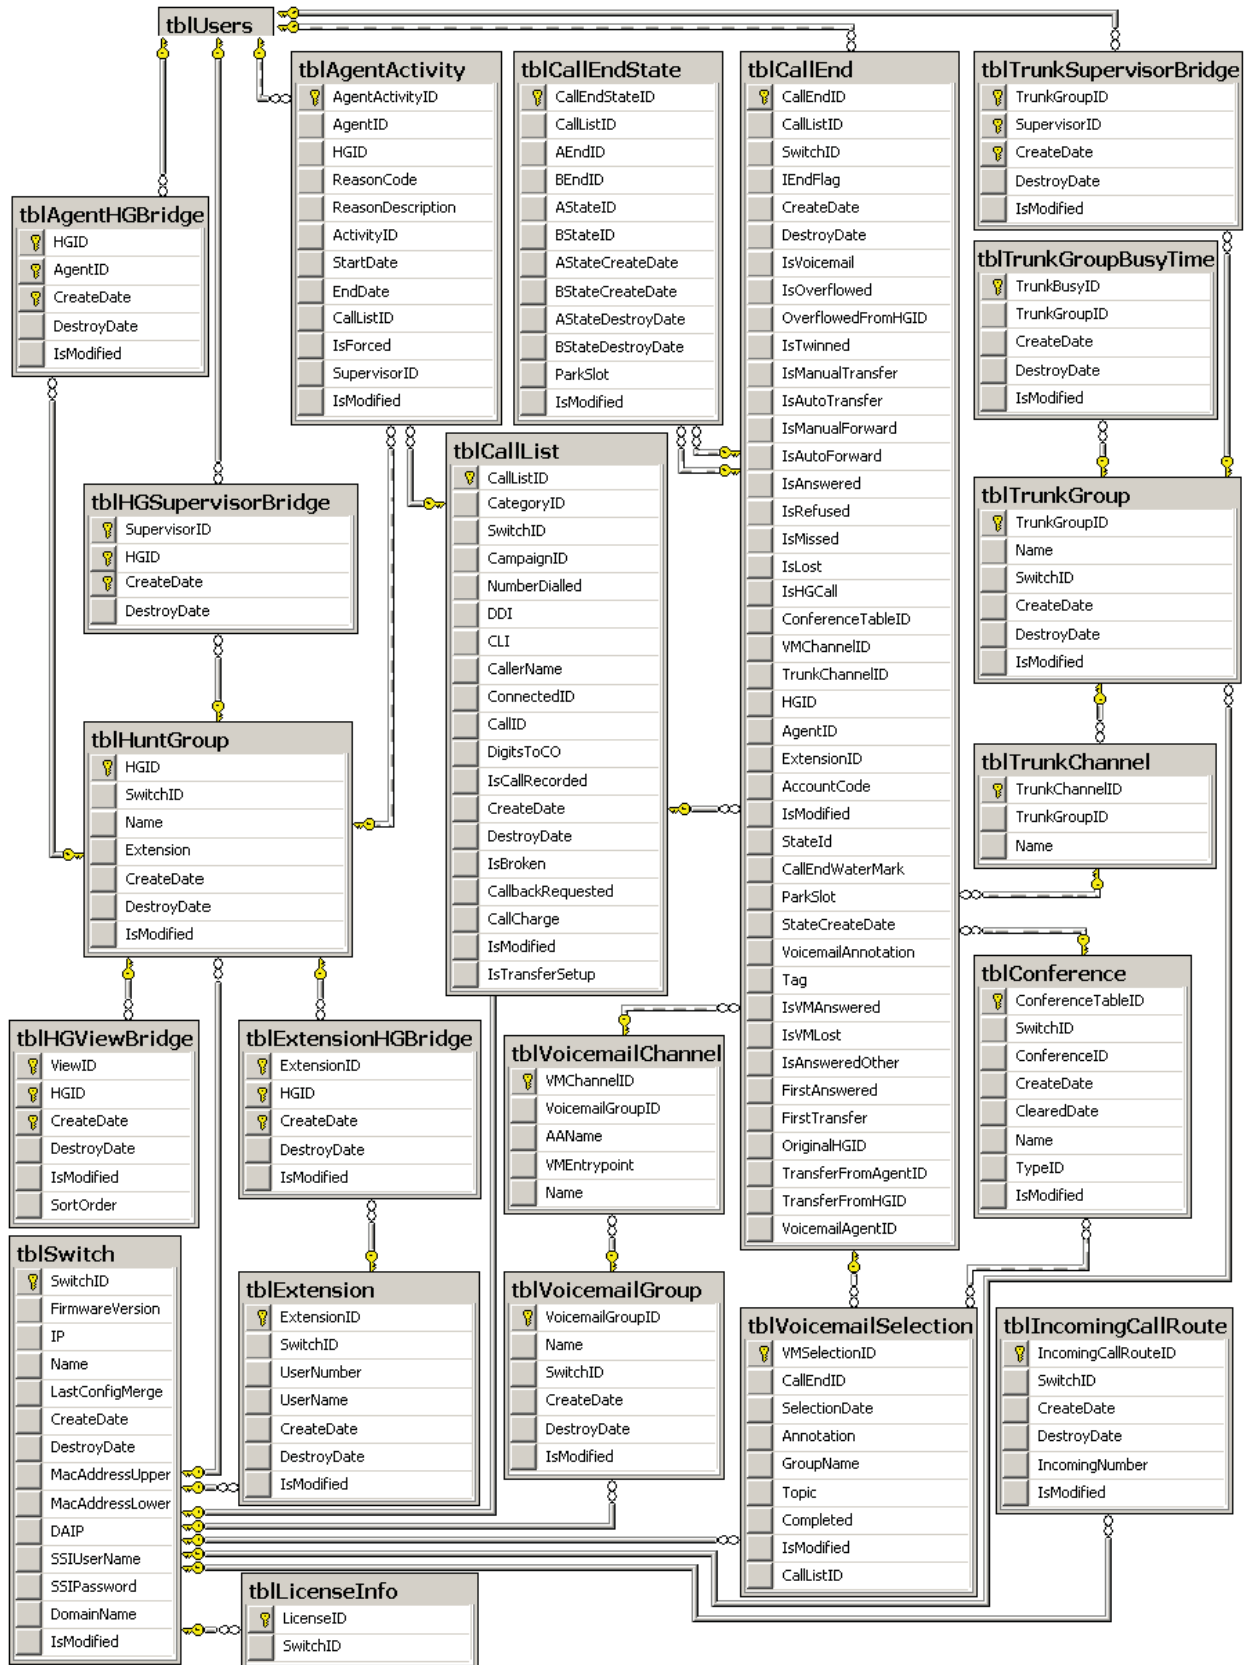 tblUsers
tblAgentActivity
AgentActivityID
AgentID
HGID
ReasonCode
ReasonDescription
ActivityID
StartDate
EndDate
CallListID
IsForced
SupervisorID
IsModified
tblCallEndState
CallEndStateID
CallListID
AEndID
BEndID
AStateID
BStateID
AStateCreateDate
BStateCreateDate
AStateDestroyDate
BStateDestroyDate
ParkSlot
IsModified
tblCallEnd
CallEndID
CallListID
SwitchID
IEndFlag
CreateDate
DestroyDate
IsVoicemail
IsOverflowed
OverflowedFromHGID
IsTwinned
IsManualTransfer
IsAutoTransfer
IsManualForward
IsAutoForward
IsAnswered
IsRefused
IsMissed
IsLost
IsHGCall
ConferenceTableID
VMChannelID
TrunkChannelID
HGID
AgentID
ExtensionID
AccountCode
IsModified
StateId
CallEndWaterMark
ParkSlot
StateCreateDate
VoicemailAnnotation
Tag
IsVMAnswered
IsVMLost
IsAnsweredOther
FirstAnswered
FirstTransfer
OriginalHGID
TransferFromAgentID
TransferFromHGID
VoicemailAgentID
tblTrunkSupervisorBridge
TrunkGroupID
SupervisorID
CreateDate
DestroyDate
IsModified
tblAgentHGBridge
HGID
AgentID
CreateDate
DestroyDate
IsModified
tblTrunkGroupBusyTime
TrunkBusyID
TrunkGroupID
CreateDate
DestroyDate
IsModified
tblCallList
CallListID
CategoryID
SwitchID
CampaignID
NumberDialled
DDI
CLI
CallerName
ConnectedID
CallID
DigitsToCO
IsCallRecorded
CreateDate
DestroyDate
IsBroken
CallbackRequested
CallCharge
IsModified
IsTransferSetup
tblHGSupervisorBridge
SupervisorID
HGID
CreateDate
DestroyDate
tblTrunkGroup
TrunkGroupID
Name
SwitchID
CreateDate
DestroyDate
IsModified
tblHuntGroup
HGID
SwitchID
Name
Extension
CreateDate
DestroyDate
IsModified
tblTrunkChannel
TrunkChannelID
TrunkGroupID
Name
tblConference
ConferenceTableID
SwitchID
ConferenceID
CreateDate
ClearedDate
Name
TypeID
IsModified
tblHGViewBridge
ViewID
HGID
CreateDate
DestroyDate
IsModified
SortOrder
tblExtensionHGBridge
ExtensionID
HGID
CreateDate
DestroyDate
IsModified
tblVoicemailChannel
VMChannelID
VoicemailGroupID
AAName
VMEntrypoint
Name
tblSwitch
SwitchID
FirmwareVersion
IP
Name
LastConfigMerge
CreateDate
DestroyDate
MacAddressUpper
MacAddressLower
DAIP
SSIUserName
SSIPassword
DomainName
IsModified
tblExtension
ExtensionID
SwitchID
UserNumber
UserName
CreateDate
DestroyDate
IsModified
tblVoicemailGroup
VoicemailGroupID
Name
SwitchID
CreateDate
DestroyDate
IsModified
tblVoicemailSelection
VMSelectionID
CallEndID
SelectionDate
Annotation
GroupName
Topic
Completed
IsModified
CallListID
tblIncomingCallRoute
IncomingCallRouteID
SwitchID
CreateDate
DestroyDate
IncomingNumber
IsModified
tblLicenseInfo
LicenseID
SwitchID